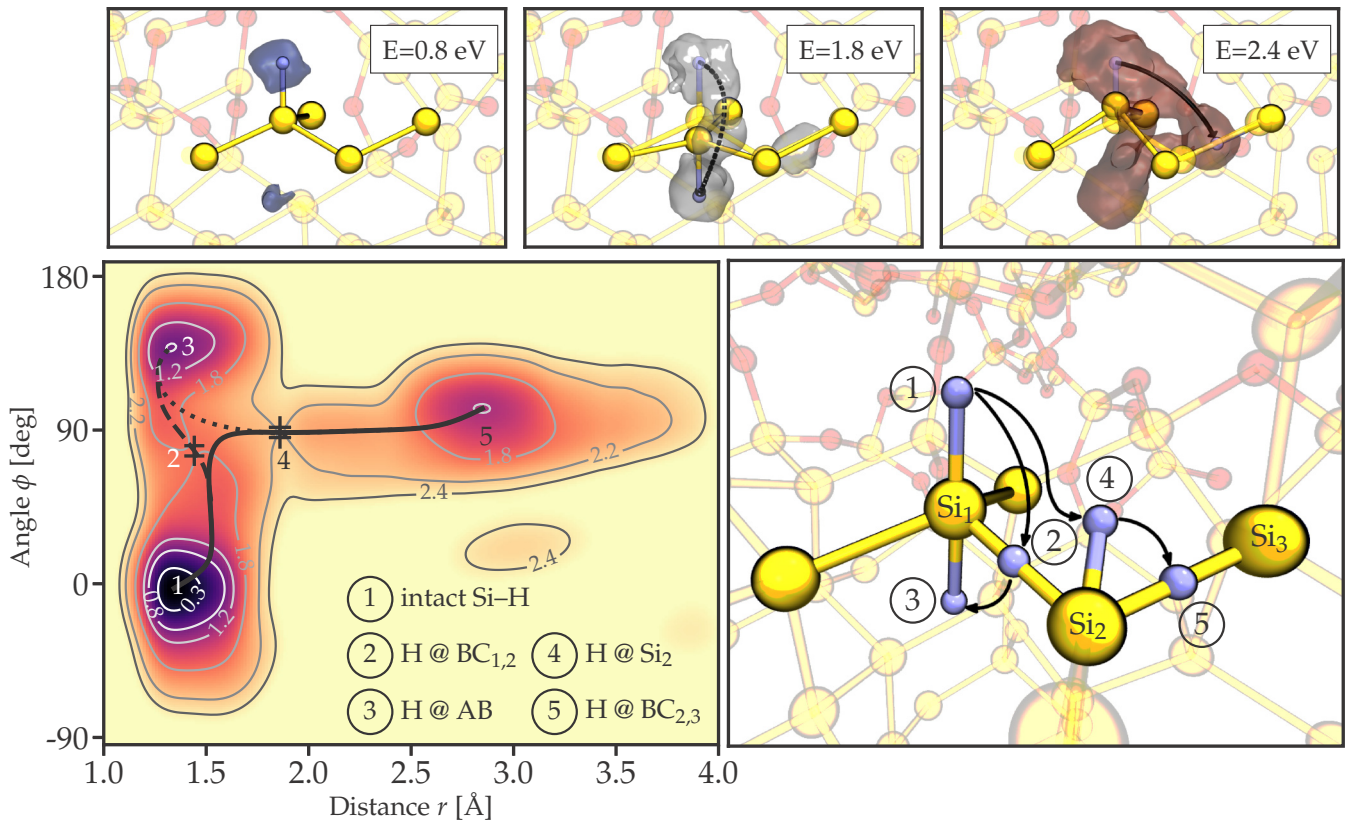 E=0.8 eV
E=1.8 eV
E=2.4 eV
180
90
0
-90
Angle ϕ [deg]
1.0
1.5
2.0
2.5
3.0
3.5
4.0
Distance r [Å]
3
1.2
1.8
2.2
2
4
5
1.8
2.2
2.4
2.4
1.8
1
0.3
0.8
1.2
1 intact Si–H
2 H @ BC1,2
4 H @ Si2
3 H @ AB
5 H @ BC2,3
1
4
Si1
2
Si3
3
Si2
5